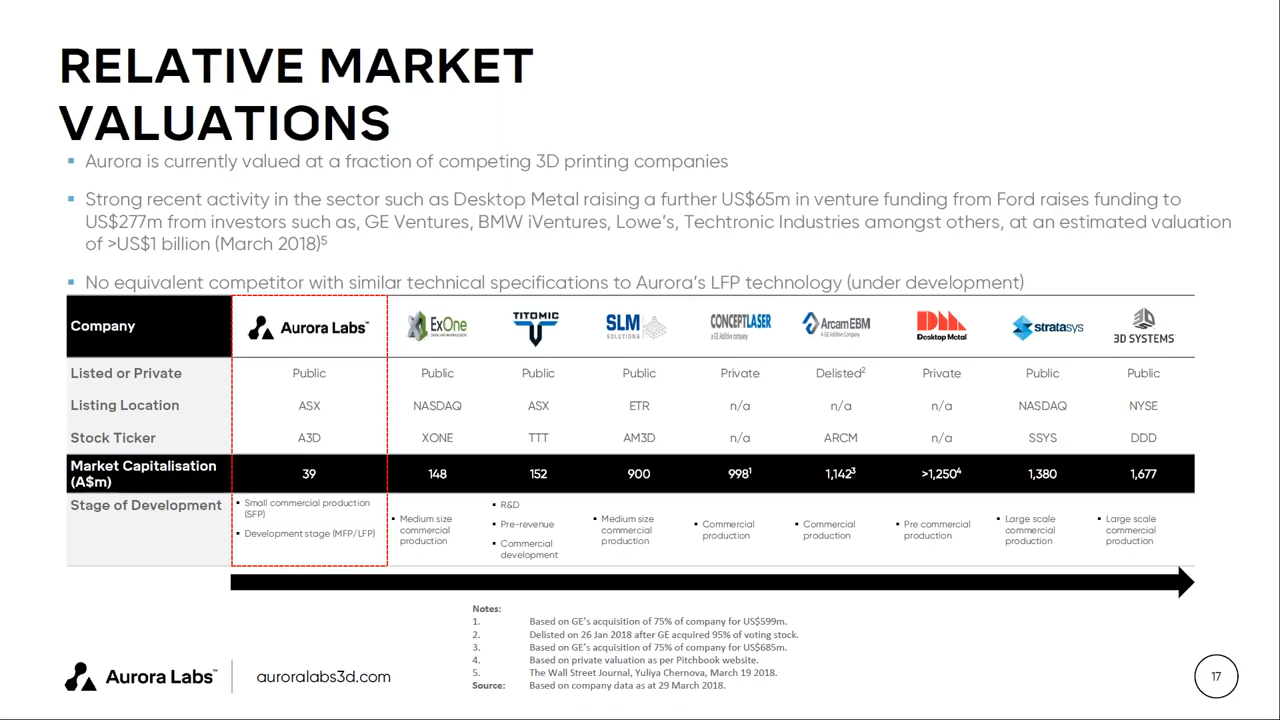 RELATIVE MARKET
VALUATIONS
▪ Aurora is currently valued at a fraction of competing 3D printing companies
▪ Strong recent activity in the sector such as Desktop Metal raising a further US$65m in venture funding from Ford raises funding to
US$277m from investors such as, GE Ventures, BMW iVentures, Lowe's, Techtronic Industries amongst others, at an estimated valuation
of >US$1 billion (March 2018)⁵
▪ No equivalent competitor with similar technical specifications to Aurora's LFP technology (under development)
Company Aurora Labs™ ExOne TITOMIC SLM SOLUTIONS CONCEPTLASER a GE Additive company ArcamEBM A GE Additive Company Desktop Metal stratasys 3D SYSTEMS
Listed or Private Public Public Public Public Private Delisted² Private Public Public
Listing Location ASX NASDAQ ASX ETR n/a n/a n/a NASDAQ NYSE
Stock Ticker A3D XONE TTT AM3D n/a ARCM n/a SSYS DDD
Market Capitalisation
(A$m) 39 148 152 900 998¹ 1,142³ >1,250⁴ 1,380 1,677
Stage of Development
▪ Small commercial production
(SFP)
▪ Development stage (MFP/LFP)
▪ Medium size
commercial
production
▪ R&D
▪ Pre-revenue
▪ Commercial
development
▪ Medium size
commercial
production
▪ Commercial
production
▪ Commercial
production
▪ Pre commercial
production
▪ Large scale
commercial
production
▪ Large scale
commercial
production
Notes:
1. Based on GE's acquisition of 75% of company for US$599m.
2. Delisted on 26 Jan 2018 after GE acquired 95% of voting stock.
3. Based on GE's acquisition of 75% of company for US$685m.
4. Based on private valuation as per Pitchbook website.
5. The Wall Street Journal, Yuliya Chernova, March 19 2018.
Source: Based on company data as at 29 March 2018.
Aurora Labs™ auroralabs3d.com
17